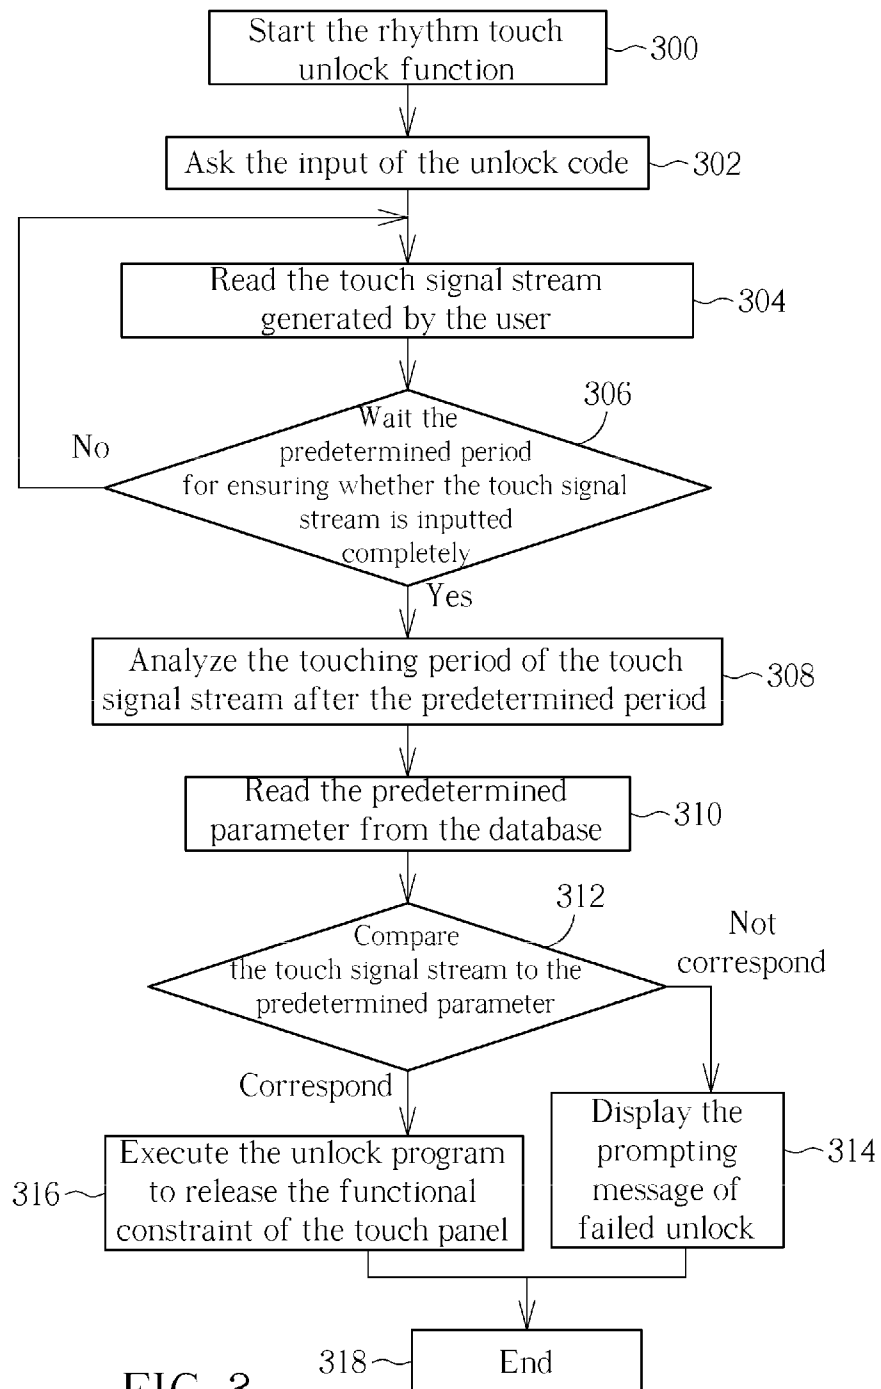 Start the rhythm touch
unlock function
300
Ask the input of the unlock code
302
Read the touch signal stream
generated by the user
304
306
Wait the
predetermined period
for ensuring whether the touch signal
stream is inputted
completely
No
Yes
Analyze the touching period of the touch
signal stream after the predetermined period
308
Read the predetermined
parameter from the database
310
312
Compare
the touch signal stream to the
predetermined parameter
Not
correspond
Correspond
Execute the unlock program
to release the functional
constraint of the touch panel
316
Display the
prompting
message of
failed unlock
314
End
318
FIG.